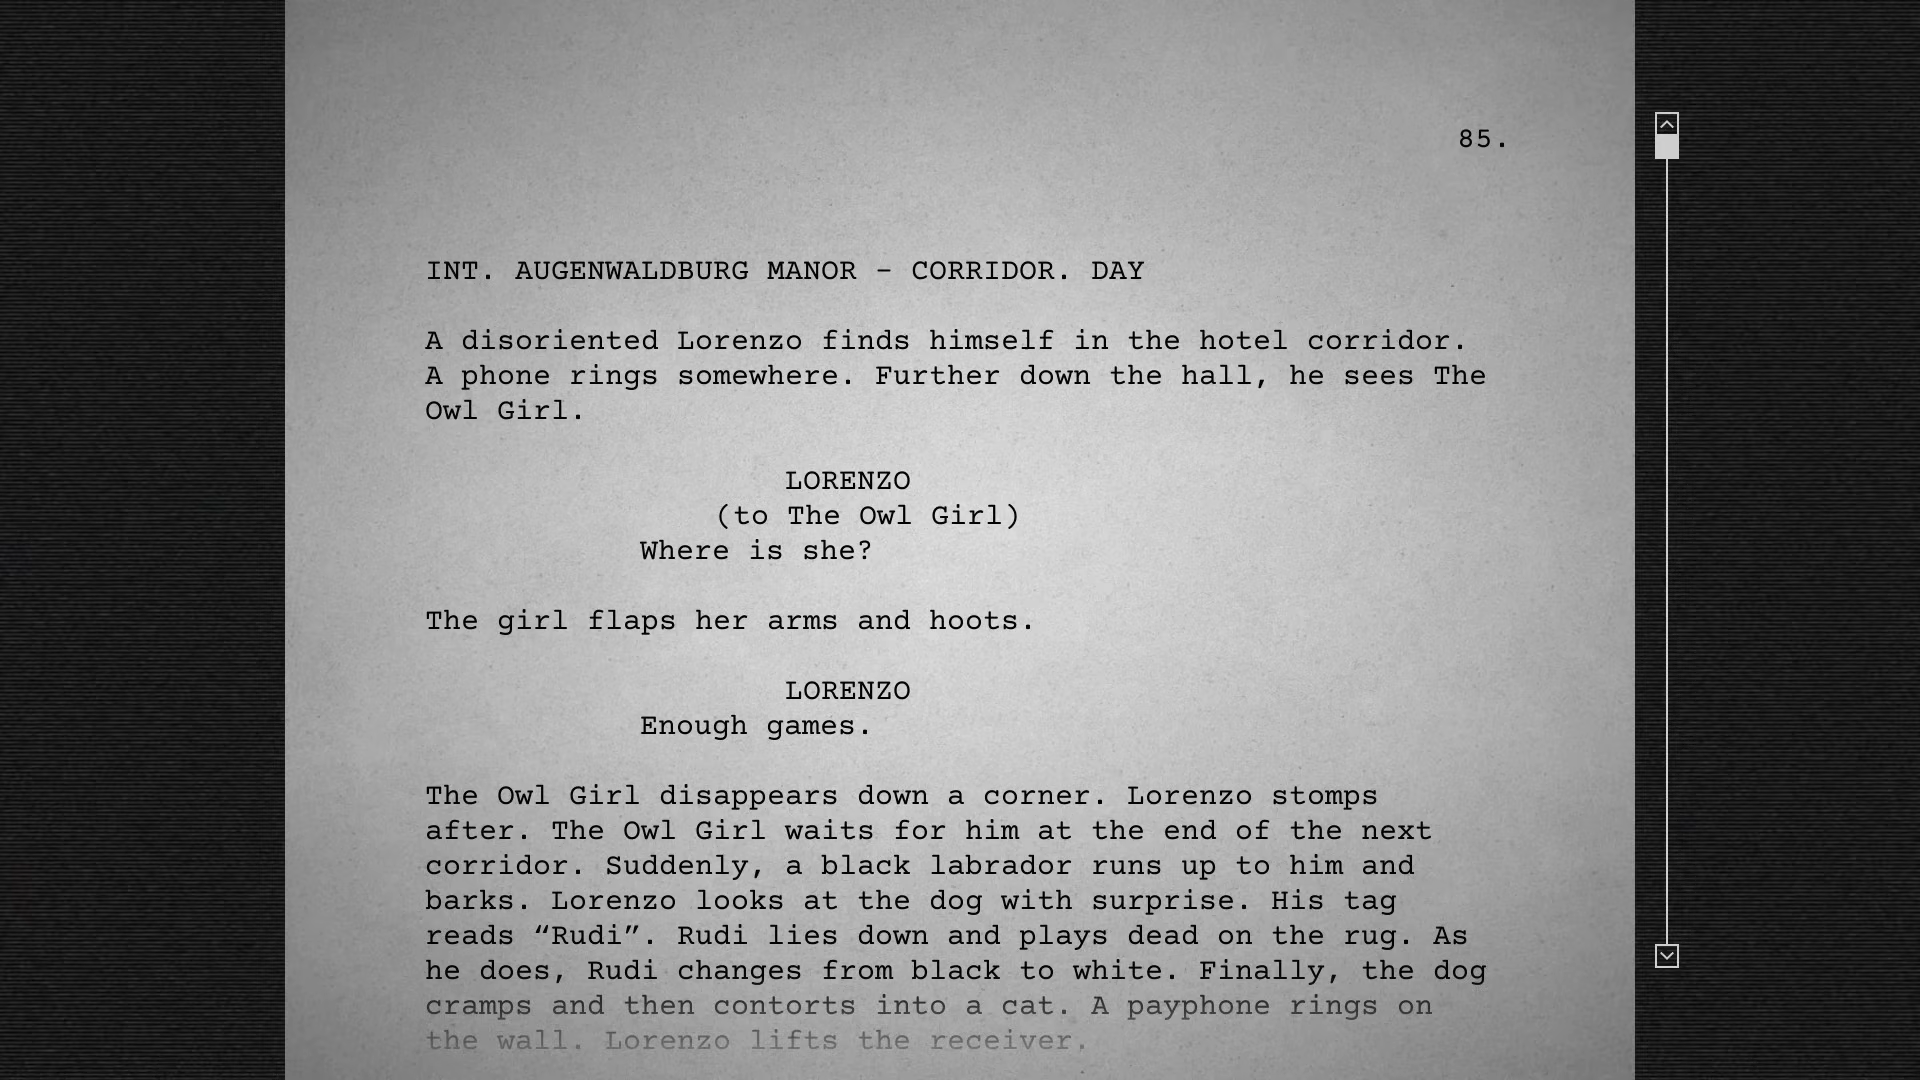 85.
INT. AUGENWALDBURG MANOR – CORRIDOR. DAY
A disoriented Lorenzo finds himself in the hotel corridor.
A phone rings somewhere. Further down the hall, he sees The
Owl Girl.
LORENZO
(to The Owl Girl)
Where is she?
The girl flaps her arms and hoots.
LORENZO
Enough games.
The Owl Girl disappears down a corner. Lorenzo stomps
after. The Owl Girl waits for him at the end of the next
corridor. Suddenly, a black labrador runs up to him and
barks. Lorenzo looks at the dog with surprise. His tag
reads “Rudi”. Rudi lies down and plays dead on the rug. As
he does, Rudi changes from black to white. Finally, the dog
cramps and then contorts into a cat. A payphone rings on
the wall. Lorenzo lifts the receiver.